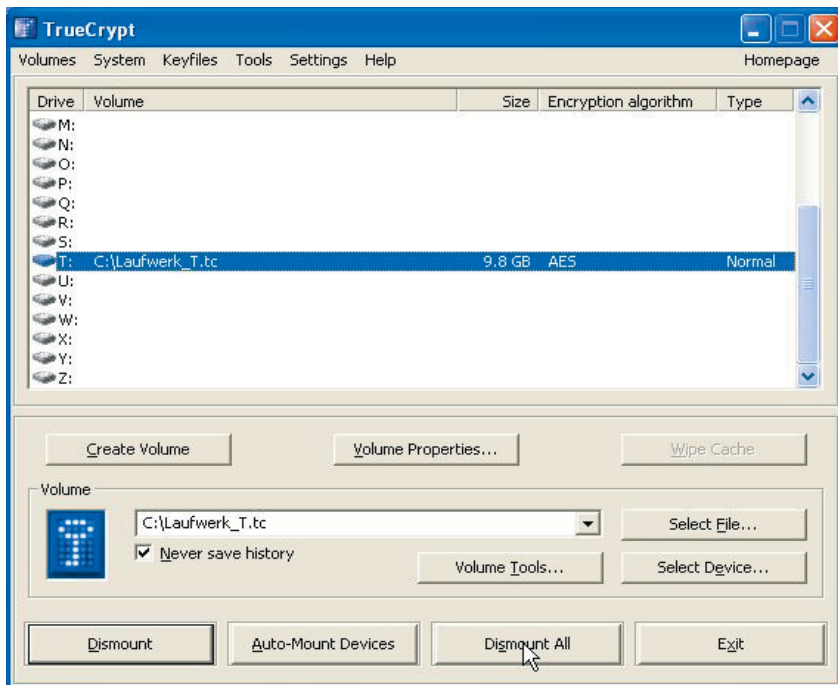 TrueCrypt
Volumes System Keyfiles Tools Settings Help Homepage
Drive Volume Size Encryption algorithm Type
M:
N:
O:
P:
Q:
R:
S:
T: C:\Laufwerk_T.tc 9.8 GB AES Normal
U:
V:
W:
X:
Y:
Z:
Create Volume Volume Properties... Wipe Cache
Volume
C:\Laufwerk_T.tc Select File...
Never save history
Volume Tools... Select Device...
Dismount Auto-Mount Devices Dismount All Exit